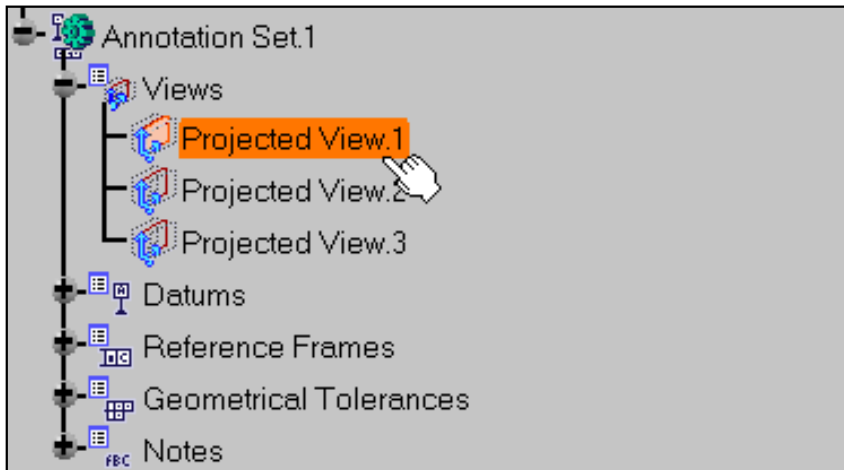 Annotation Set.1
Views
Projected View.1
Projected View.2
Projected View.3
Datums
Reference Frames
Geometrical Tolerances
Notes